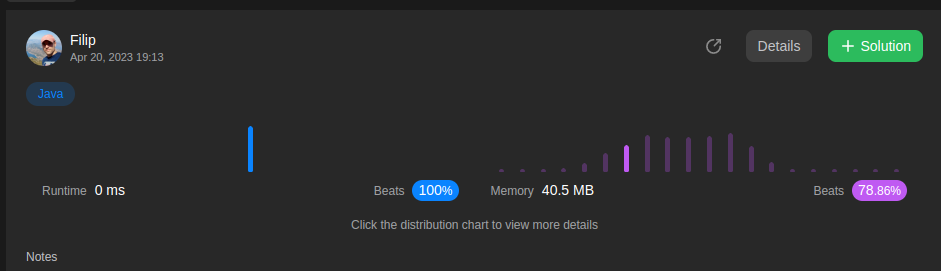 Filip
Apr 20, 2023 19:13
Details
Solution
Java
Runtime 0 ms Beats 100% Memory 40.5 MB Beats 78.86%
Click the distribution chart to view more details
Notes